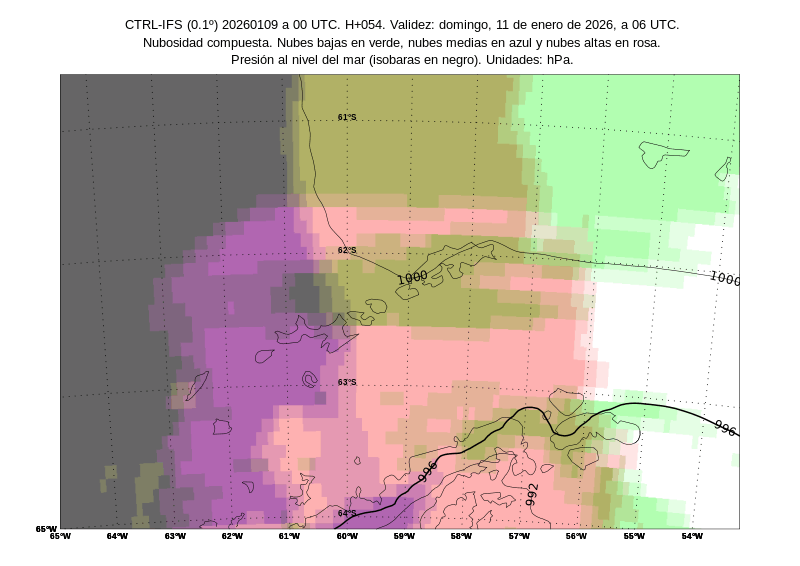 CTRL-IFS (0.1º) 20260109 a 00 UTC. H+054. Validez: domingo, 11 de enero de 2026, a 06 UTC.
Nubosidad compuesta. Nubes bajas en verde, nubes medias en azul y nubes altas en rosa.
Presión al nivel del mar (isobaras en negro). Unidades: hPa.
61°S
62°S
1000
1000
63°S
996
996
992
64°S
65°W
65°W 64°W 63°W 62°W 61°W 60°W 59°W 58°W 57°W 56°W 55°W 54°W